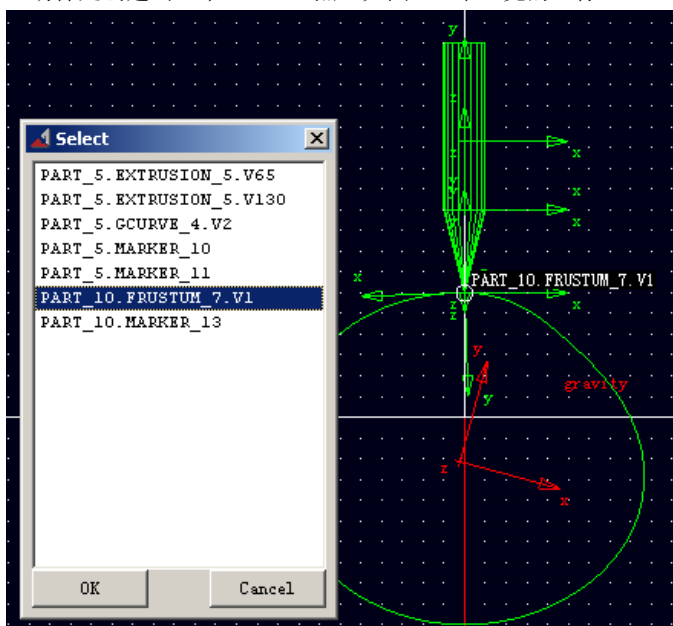 y
z
x
Select
PART_5.EXTRUSION_5.V65
PART_5.EXTRUSION_5.V130
PART_5.GCURVE_4.V2
PART_5.MARKER_10
PART_5.MARKER_11
PART_10.FRUSTUM_7.V1
PART_10.MARKER_13
OK
Cancel
z
y
x
x
x
PART_10.FRUSTUM_7.V1
x
z
z
y
gravity
y
z
x